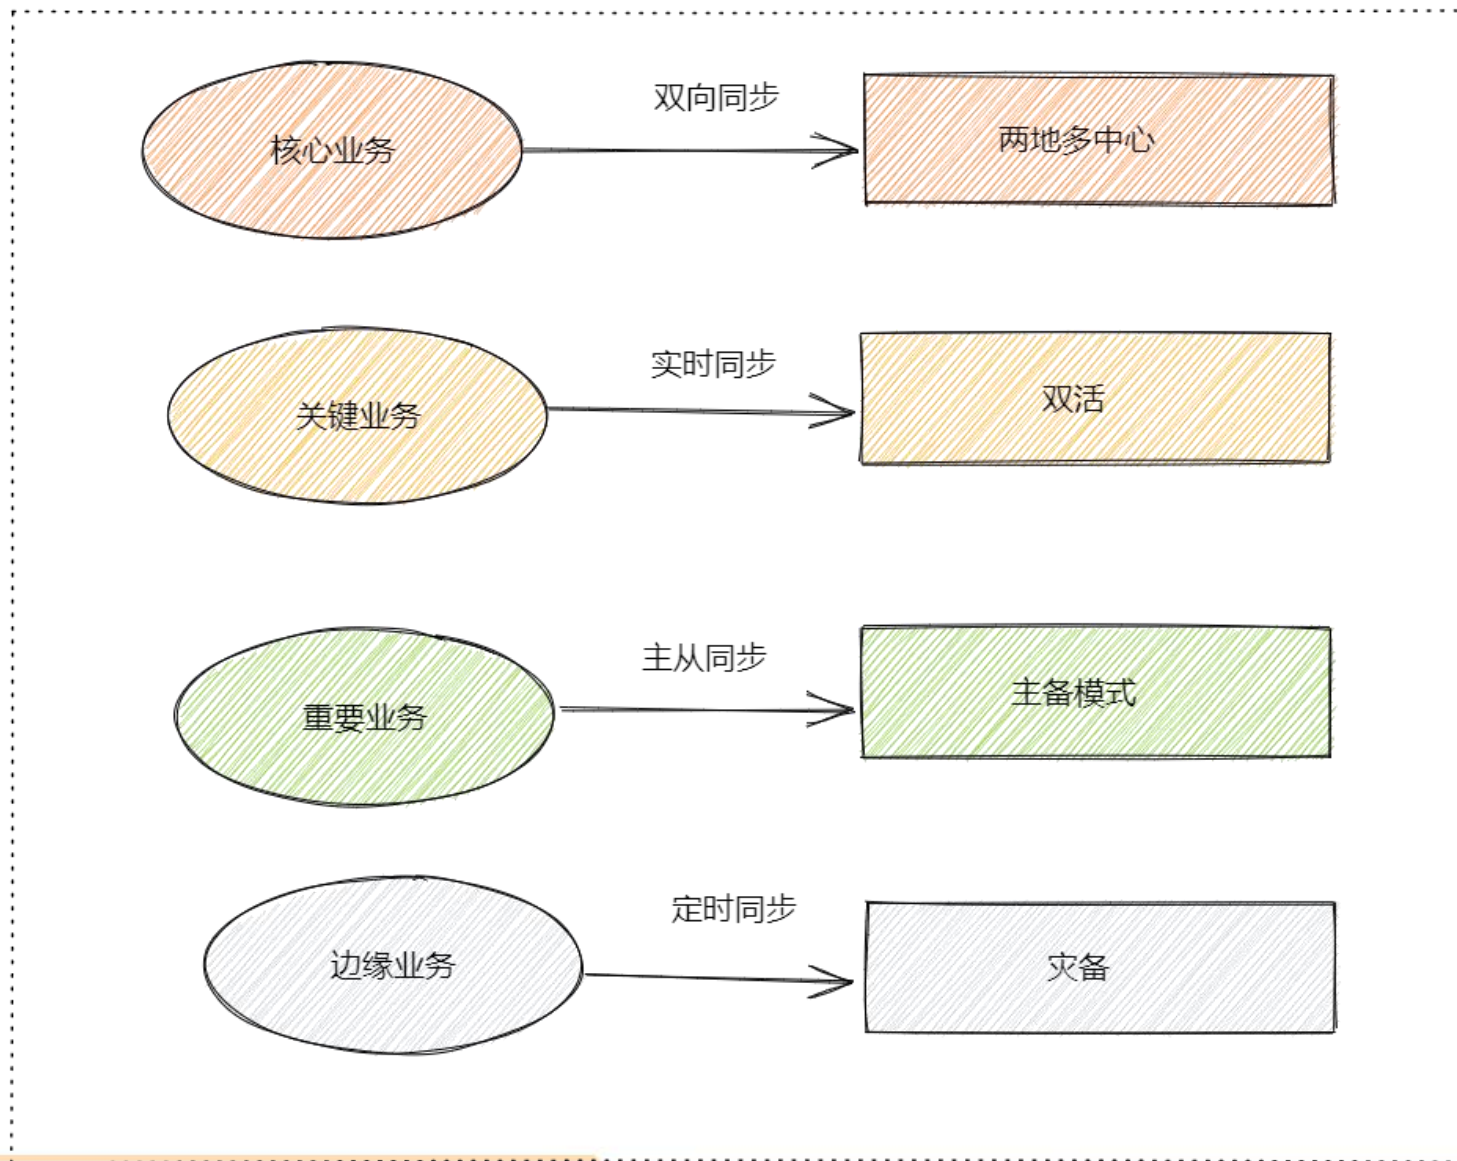 双向同步
核心业务
两地多中心
实时同步
关键业务
双活
主从同步
重要业务
主备模式
定时同步
边缘业务
灾备